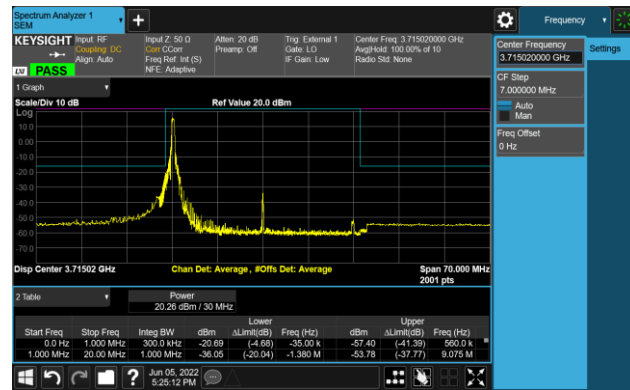 Spectrum Analyzer 1
SEM
+
Frequency
KEYSIGHT
Input: RF
Coupling: DC
Align: Auto
Input Z: 50 Ω
Corr CCorr
Freq Ref: Int (S)
NFE: Adaptive
Atten: 20 dB
Preamp: Off
Trig: External 1
Gate: LO
IF Gain: Low
Center Freq: 3.715020000 GHz
Avg|Hold: 100.00% of 10
Radio Std: None
LXI PASS
Center Frequency
3.715020000 GHz
Settings
CF Step
7.000000 MHz
Auto
Man
Freq Offset
0 Hz
1 Graph
Scale/Div 10 dB
Ref Value 20.0 dBm
Log
10.0
0.00
-10.0
-20.0
-30.0
-40.0
-50.0
-60.0
-70.0
Disp Center 3.71502 GHz
Chan Det: Average , #Offs Det: Average
Span 70.000 MHz
2001 pts
2 Table
Power
20.26 dBm / 30 MHz
Lower Upper
Start Freq Stop Freq Integ BW dBm ΔLimit(dB) Freq (Hz) dBm ΔLimit(dB) Freq (Hz)
0.0 Hz 1.000 MHz 300.0 kHz -20.69 (-4.68) -35.00 k -57.40 (-41.39) 560.0 k
1.000 MHz 20.00 MHz 1.000 MHz -36.05 (-20.04) -1.380 M -53.78 (-37.77) 9.075 M
?
Jun 05, 2022
5:25:12 PM